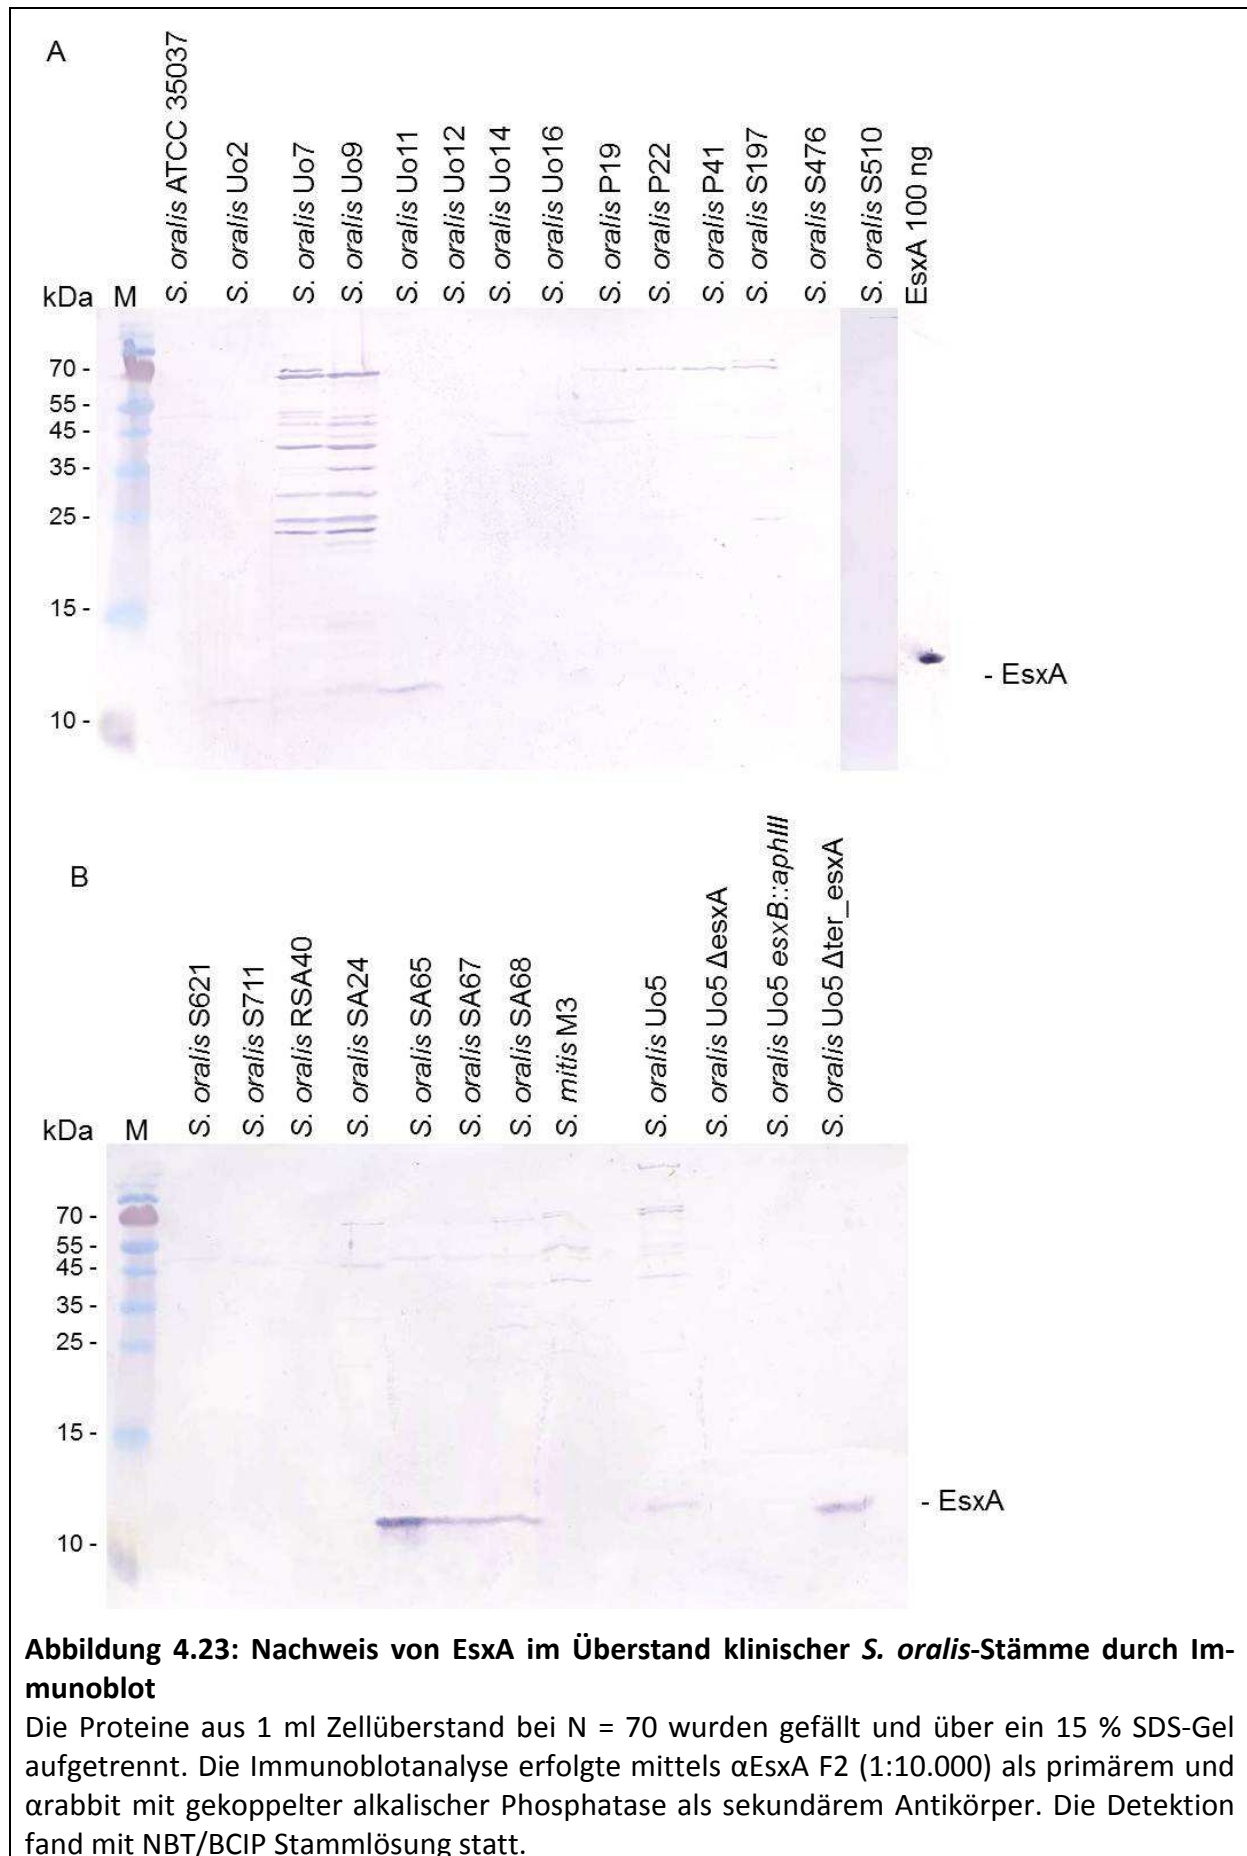 A
S. oralis ATCC 35037
S. oralis Uo2
S. oralis Uo7
S. oralis Uo9
S. oralis Uo11
S. oralis Uo12
S. oralis Uo14
S. oralis Uo16
S. oralis P19
S. oralis P22
S. oralis P41
S. oralis S197
S. oralis S476
S. oralis S510
EsxA 100 ng
kDa M
70 -
55 -
45 -
35 -
25 -
15 -
- EsxA
10 -
B
S. oralis S621
S. oralis S711
S. oralis RSA40
S. oralis SA24
S. oralis SA65
S. oralis SA67
S. oralis SA68
S. mitis M3
S. oralis Uo5
S. oralis Uo5 ΔesxA
S. oralis Uo5 esxB::aphIII
S. oralis Uo5 Δter_esxA
kDa M
70 -
55 -
45 -
35 -
25 -
15 -
- EsxA
10 -
Abbildung 4.23: Nachweis von EsxA im Überstand klinischer S. oralis-Stämme durch Im-
munoblot
Die Proteine aus 1 ml Zellüberstand bei N = 70 wurden gefällt und über ein 15 % SDS-Gel
aufgetrennt. Die Immunoblotanalyse erfolgte mittels αEsxA F2 (1:10.000) als primärem und
αrabbit mit gekoppelter alkalischer Phosphatase als sekundärem Antikörper. Die Detektion
fand mit NBT/BCIP Stammlösung statt.